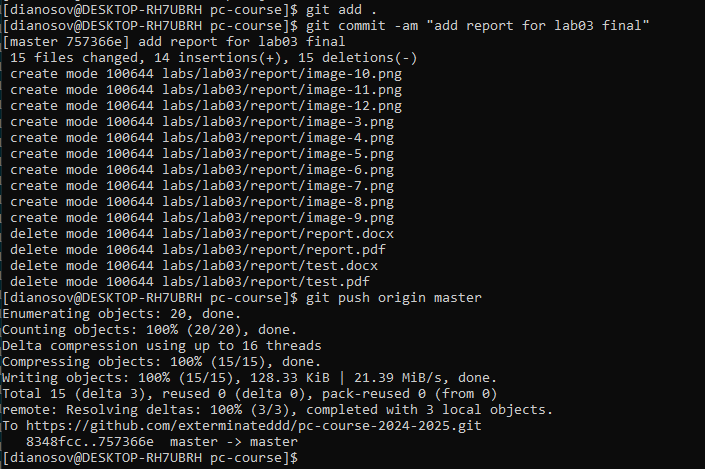 [dianosov@DESKTOP-RH7UBRH pc-course]$ git add .
[dianosov@DESKTOP-RH7UBRH pc-course]$ git commit -am "add report for lab03 final"
[master 757366e] add report for lab03 final
 15 files changed, 14 insertions(+), 15 deletions(-)
 create mode 100644 labs/lab03/report/image-10.png
 create mode 100644 labs/lab03/report/image-11.png
 create mode 100644 labs/lab03/report/image-12.png
 create mode 100644 labs/lab03/report/image-3.png
 create mode 100644 labs/lab03/report/image-4.png
 create mode 100644 labs/lab03/report/image-5.png
 create mode 100644 labs/lab03/report/image-6.png
 create mode 100644 labs/lab03/report/image-7.png
 create mode 100644 labs/lab03/report/image-8.png
 create mode 100644 labs/lab03/report/image-9.png
 delete mode 100644 labs/lab03/report/report.docx
 delete mode 100644 labs/lab03/report/report.pdf
 delete mode 100644 labs/lab03/report/test.docx
 delete mode 100644 labs/lab03/report/test.pdf
[dianosov@DESKTOP-RH7UBRH pc-course]$ git push origin master
Enumerating objects: 20, done.
Counting objects: 100% (20/20), done.
Delta compression using up to 16 threads
Compressing objects: 100% (15/15), done.
Writing objects: 100% (15/15), 128.33 KiB | 21.39 MiB/s, done.
Total 15 (delta 3), reused 0 (delta 0), pack-reused 0 (from 0)
remote: Resolving deltas: 100% (3/3), completed with 3 local objects.
To https://github.com/exterminateddd/pc-course-2024-2025.git
   8348fcc..757366e  master -> master
[dianosov@DESKTOP-RH7UBRH pc-course]$